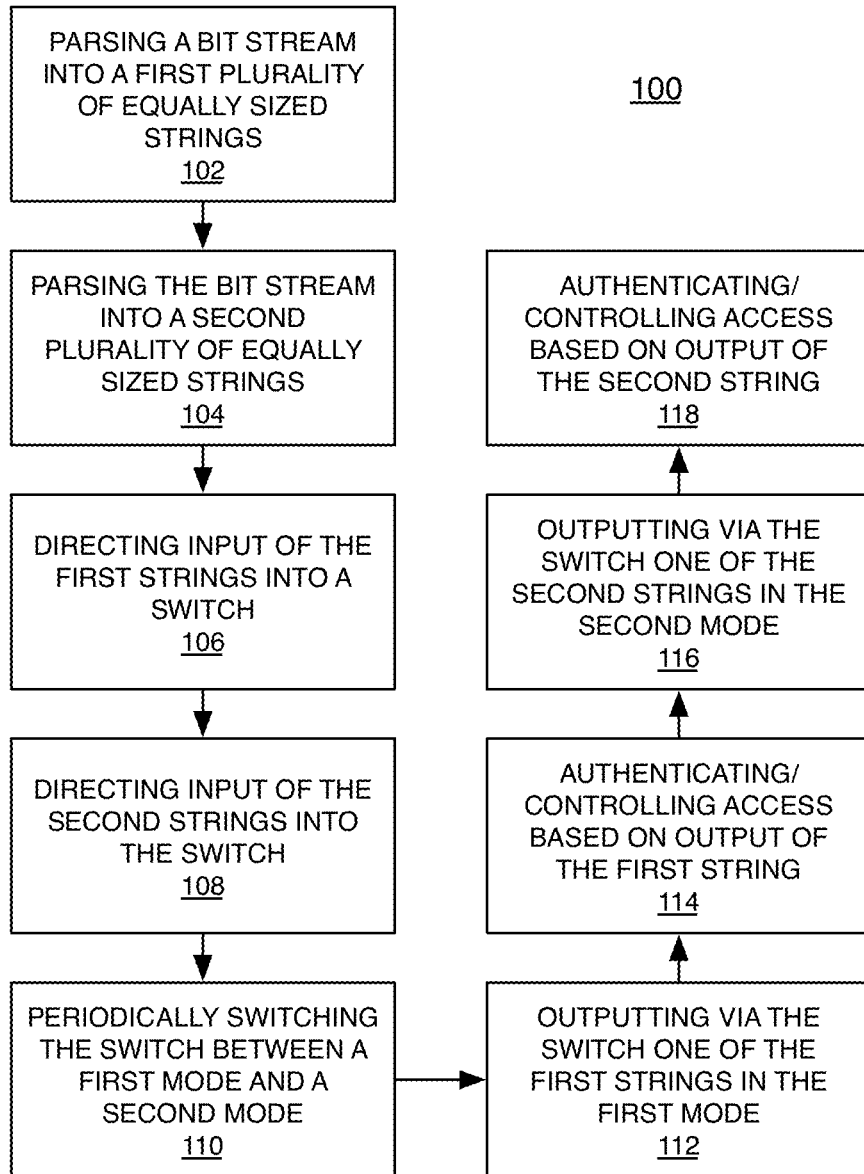 100
PARSING A BIT STREAM
INTO A FIRST PLURALITY
OF EQUALLY SIZED
STRINGS
102
PARSING THE BIT STREAM
INTO A SECOND
PLURALITY OF EQUALLY
SIZED STRINGS
104
DIRECTING INPUT OF THE
FIRST STRINGS INTO A
SWITCH
106
DIRECTING INPUT OF THE
SECOND STRINGS INTO
THE SWITCH
108
PERIODICALLY SWITCHING
THE SWITCH BETWEEN A
FIRST MODE AND A
SECOND MODE
110
OUTPUTTING VIA THE
SWITCH ONE OF THE
FIRST STRINGS IN THE
FIRST MODE
112
AUTHENTICATING/
CONTROLLING ACCESS
BASED ON OUTPUT OF
THE FIRST STRING
114
OUTPUTTING VIA THE
SWITCH ONE OF THE
SECOND STRINGS IN THE
SECOND MODE
116
AUTHENTICATING/
CONTROLLING ACCESS
BASED ON OUTPUT OF
THE SECOND STRING
118